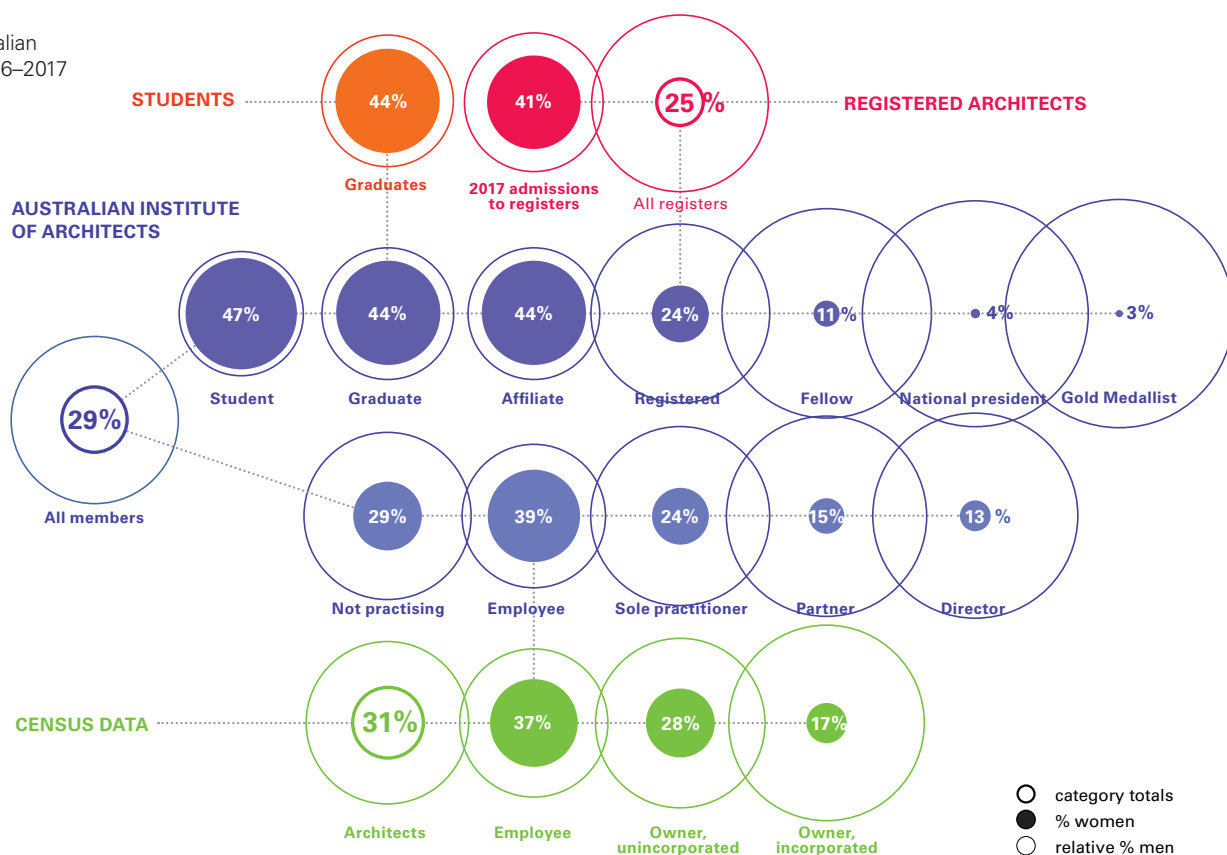 6–2017
STUDENTS
44%
41%
25%
REGISTERED ARCHITECTS
Graduates
2017 admissions
to registers
All registers
AUSTRALIAN INSTITUTE
OF ARCHITECTS
47%
44%
44%
24%
11%
4%
3%
Student
Graduate
Affiliate
Registered
Fellow
National president
Gold Medallist
29%
All members
29%
39%
24%
15%
13%
Not practising
Employee
Sole practitioner
Partner
Director
CENSUS DATA
31%
37%
28%
17%
Architects
Employee
Owner,
unincorporated
Owner,
incorporated
category totals
% women
relative % men